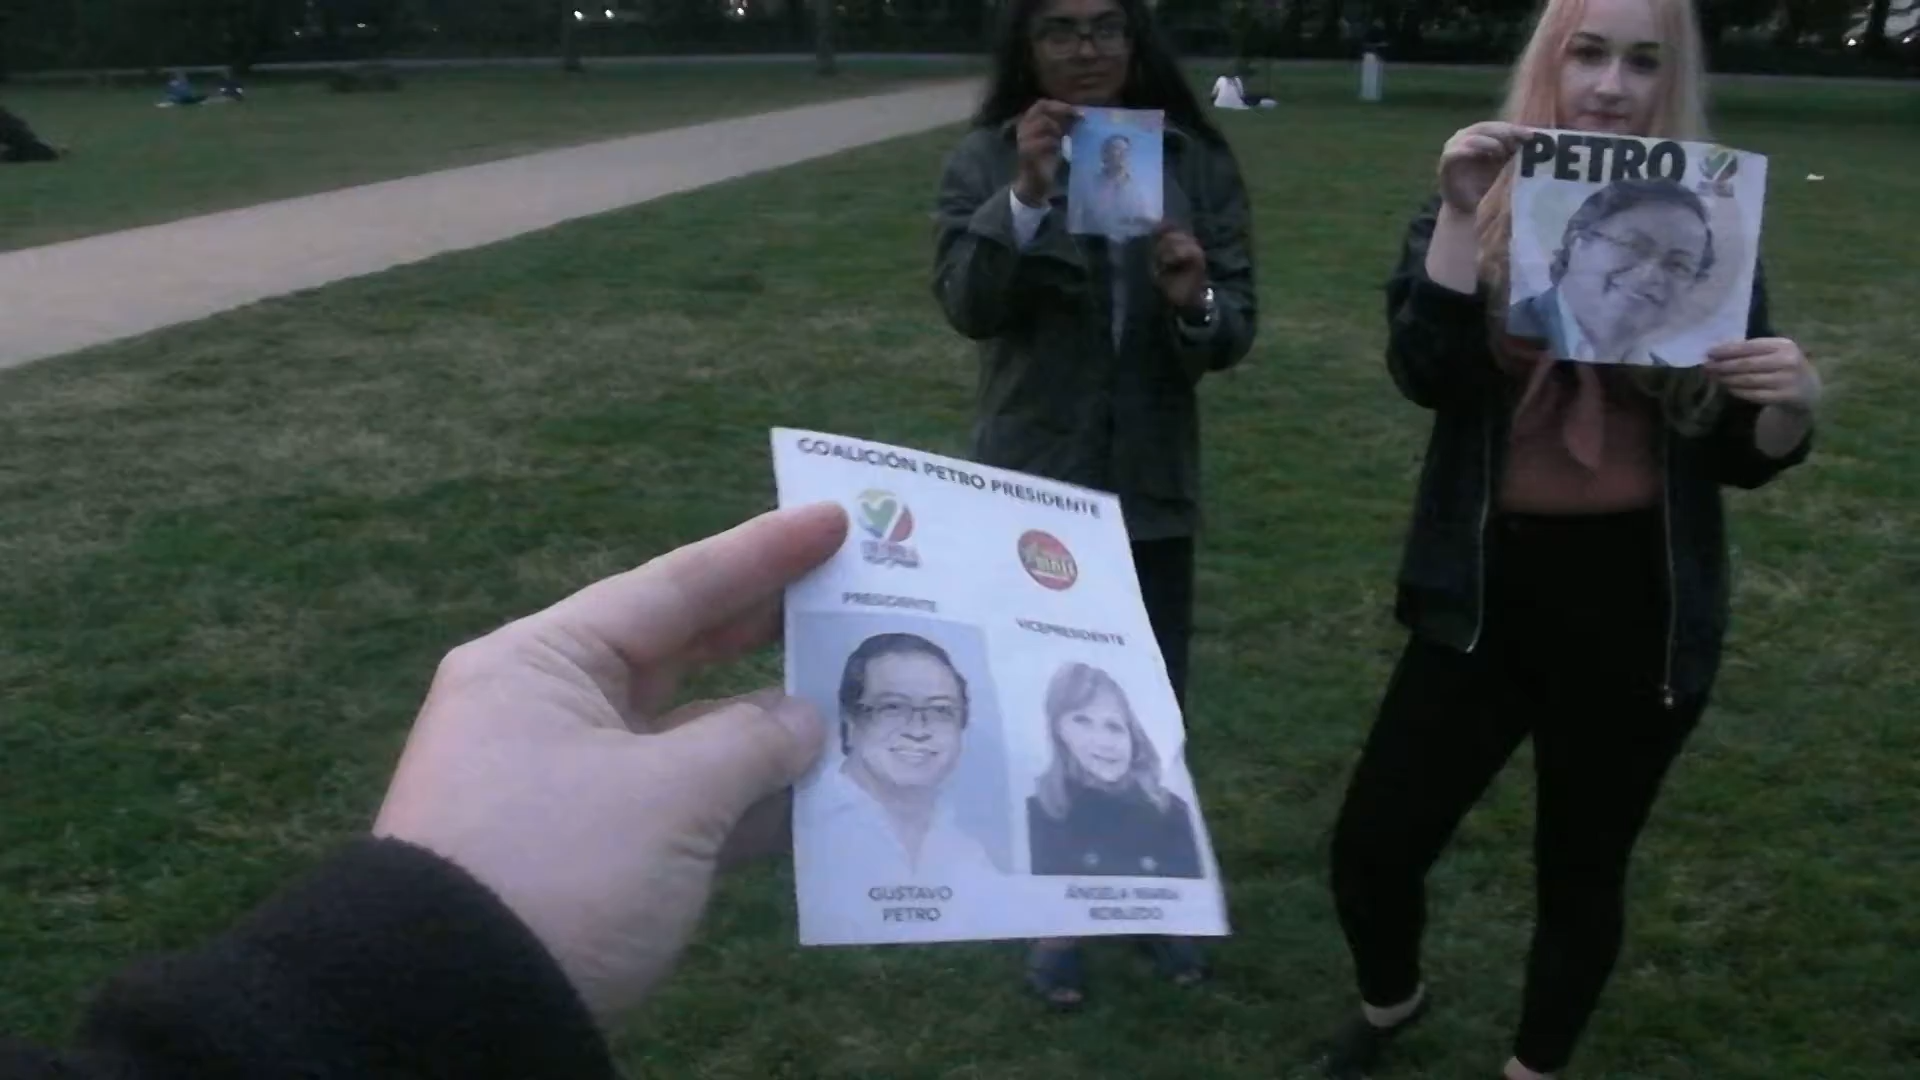 PETRO
COALICIÓN PETRO PRESIDENTE
PRESIDENTE
VICEPRESIDENTE
GUSTAVO
PETRO
ÁNGELA MARÍA
ROBLEDO